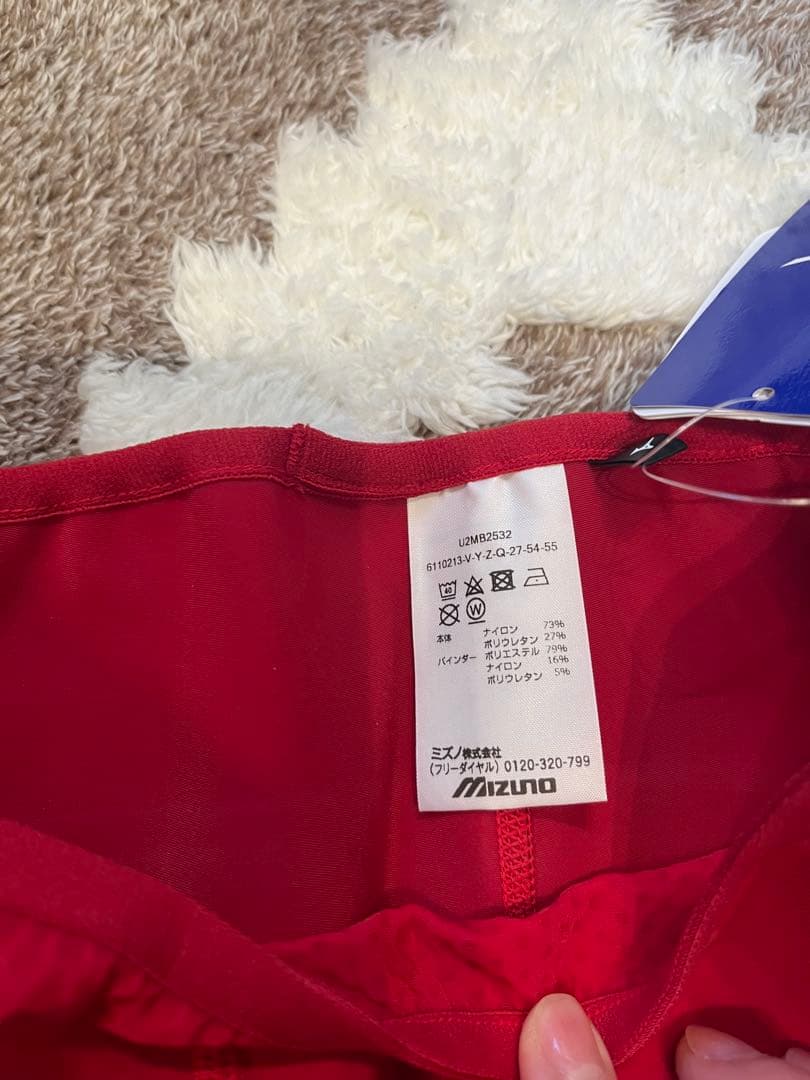 U2MB2532
6110213-V-Y-Z-Q-27-54-55
40
W
本体 ナイロン 73%
ポリウレタン 27%
バインダー ポリエステル 79%
ナイロン 16%
ポリウレタン 5%
ミズノ株式会社
(フリーダイヤル) 0120-320-799
MIZUNO